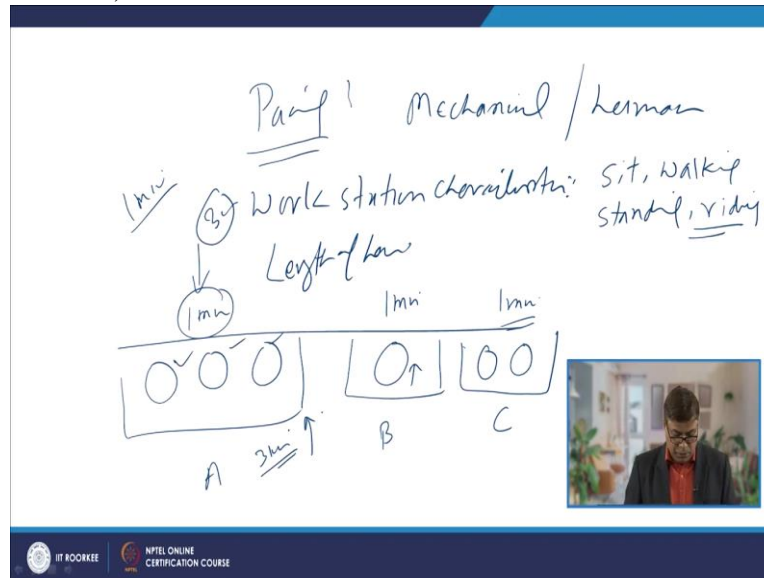 Pacing! Mechanical / human
1 min 3 Work station characteristics: sit, walking
standing, riding
Length of
1 min 1 min 1 min
A 3 min B C
IIT ROORKEE NPTEL ONLINE
CERTIFICATION COURSE